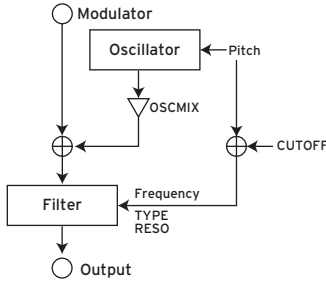 Modulator
Oscillator
Pitch
OSCMIX
CUTOFF
Frequency
Filter
TYPE
RESO
Output